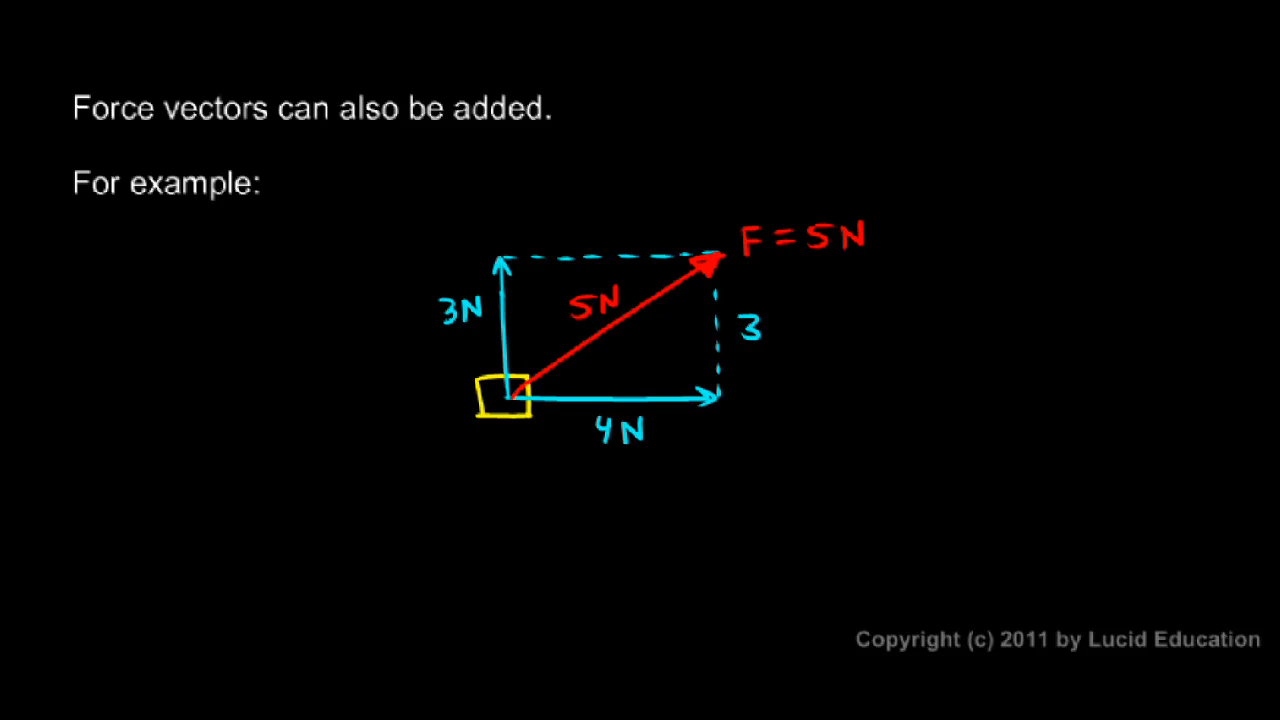 Force vectors can also be added.
For example:
F = 5N
3N
5N
3
4N
Copyright (c) 2011 by Lucid Education